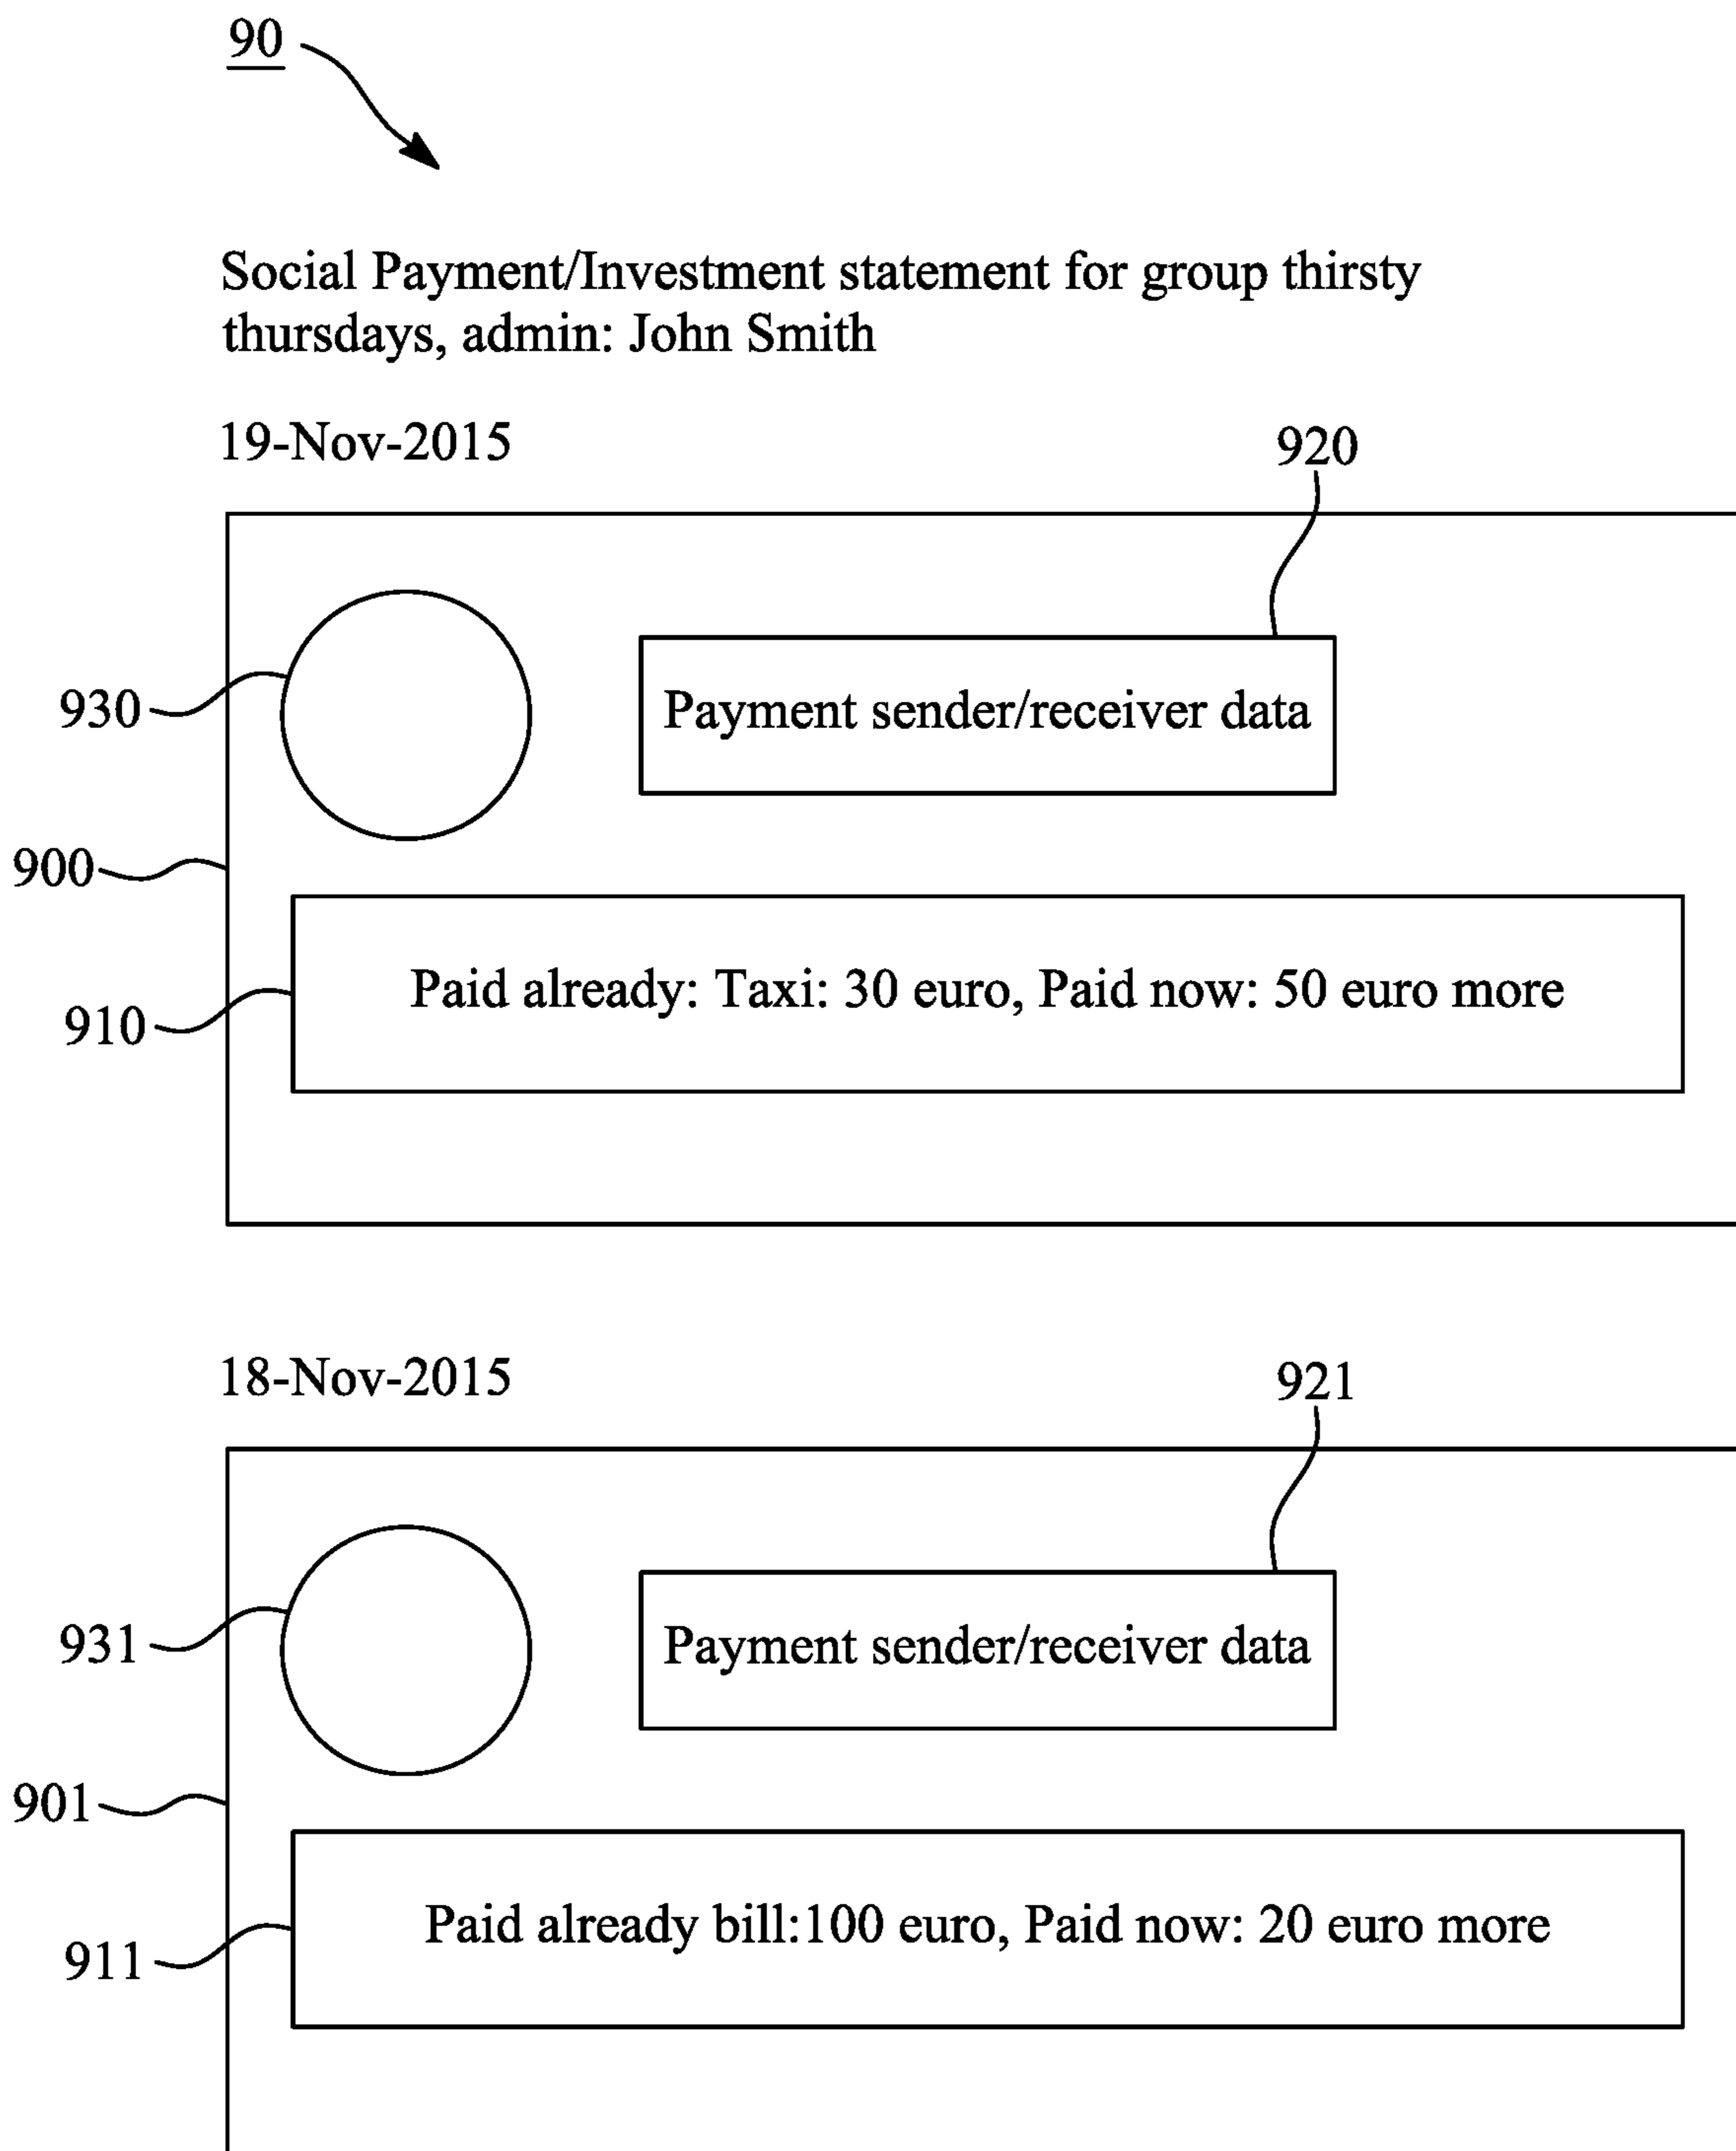 90
Social Payment/Investment statement for group thirsty
thursdays, admin: John Smith
19-Nov-2015
920
930
Payment sender/receiver data
900
Paid already: Taxi: 30 euro, Paid now: 50 euro more
910
18-Nov-2015
921
931
Payment sender/receiver data
901
Paid already bill:100 euro, Paid now: 20 euro more
911